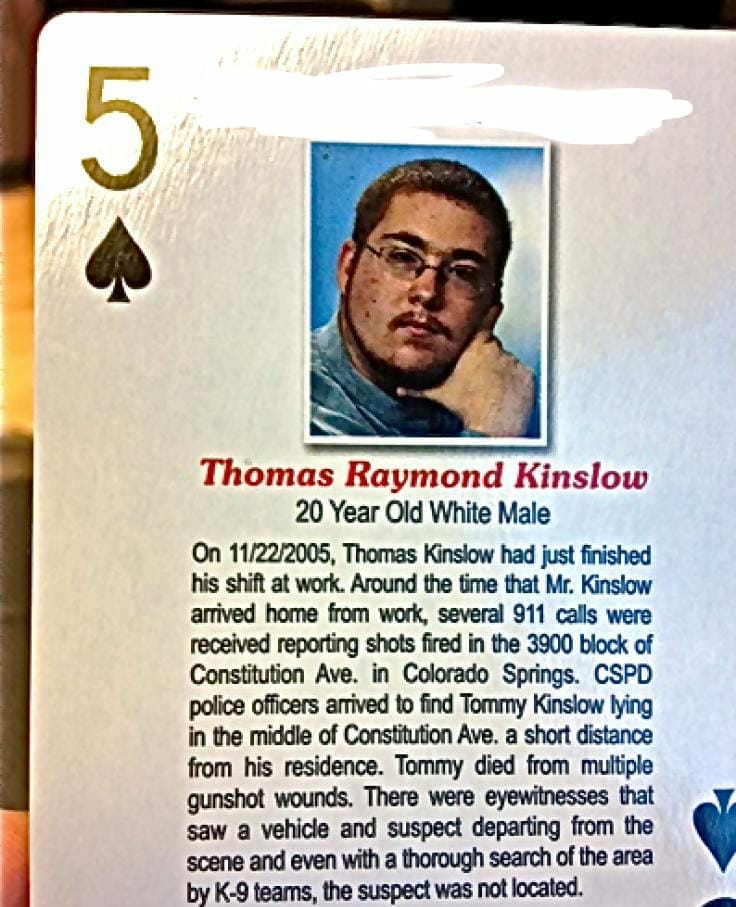 5
Thomas Raymond Kinslow
20 Year Old White Male
On 11/22/2005, Thomas Kinslow had just finished
his shift at work. Around the time that Mr. Kinslow
arrived home from work, several 911 calls were
received reporting shots fired in the 3900 block of
Constitution Ave. in Colorado Springs. CSPD
police officers arrived to find Tommy Kinslow lying
in the middle of Constitution Ave. a short distance
from his residence. Tommy died from multiple
gunshot wounds. There were eyewitnesses that
saw a vehicle and suspect departing from the
scene and even with a thorough search of the area
by K-9 teams, the suspect was not located.